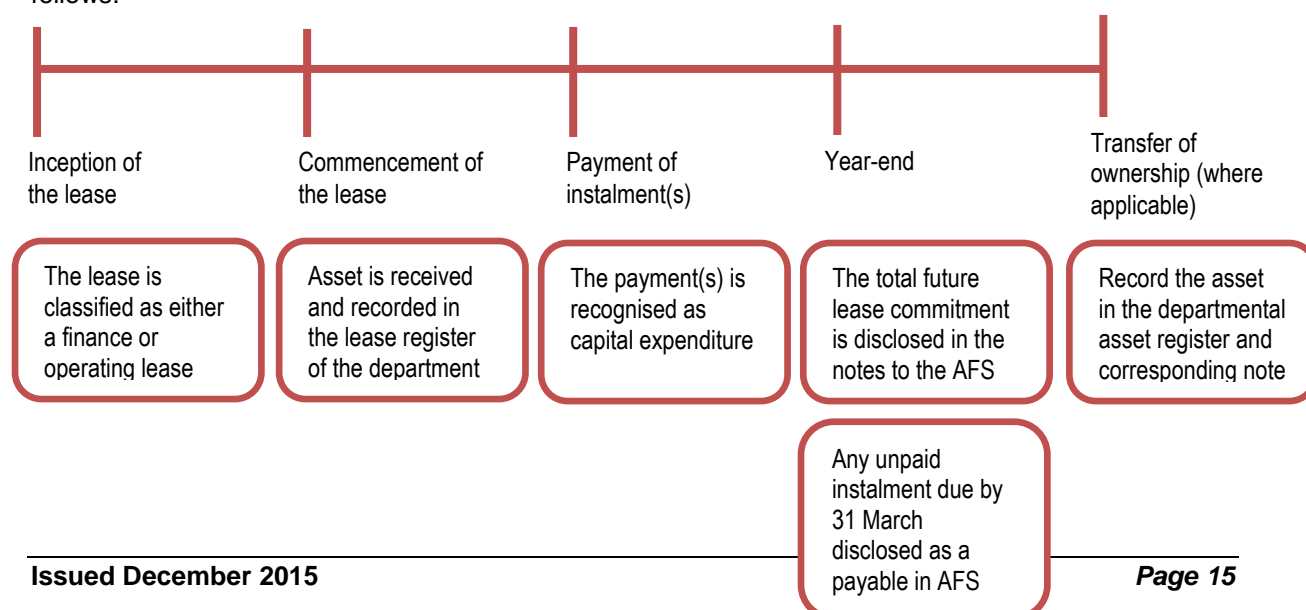 follows:
Inception of
the lease
Commencement of
the lease
Payment of
instalment(s)
Year-end
Transfer of
ownership (where
applicable)
The lease is
classified as either
a finance or
operating lease
Asset is received
and recorded in
the lease register
of the department
The payment(s) is
recognised as
capital expenditure
The total future
lease commitment
is disclosed in the
notes to the AFS
Record the asset
in the departmental
asset register and
corresponding note
Any unpaid
instalment due by
31 March
disclosed as a
payable in AFS
Issued December 2015
Page 15